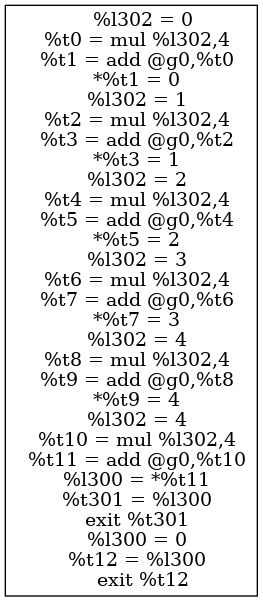 %l302 = 0
%t0 = mul %l302,4
%t1 = add @g0,%t0
*%t1 = 0
%l302 = 1
%t2 = mul %l302,4
%t3 = add @g0,%t2
*%t3 = 1
%l302 = 2
%t4 = mul %l302,4
%t5 = add @g0,%t4
*%t5 = 2
%l302 = 3
%t6 = mul %l302,4
%t7 = add @g0,%t6
*%t7 = 3
%l302 = 4
%t8 = mul %l302,4
%t9 = add @g0,%t8
*%t9 = 4
%l302 = 4
%t10 = mul %l302,4
%t11 = add @g0,%t10
%l300 = *%t11
%t301 = %l300
exit %t301
%l300 = 0
%t12 = %l300
exit %t12